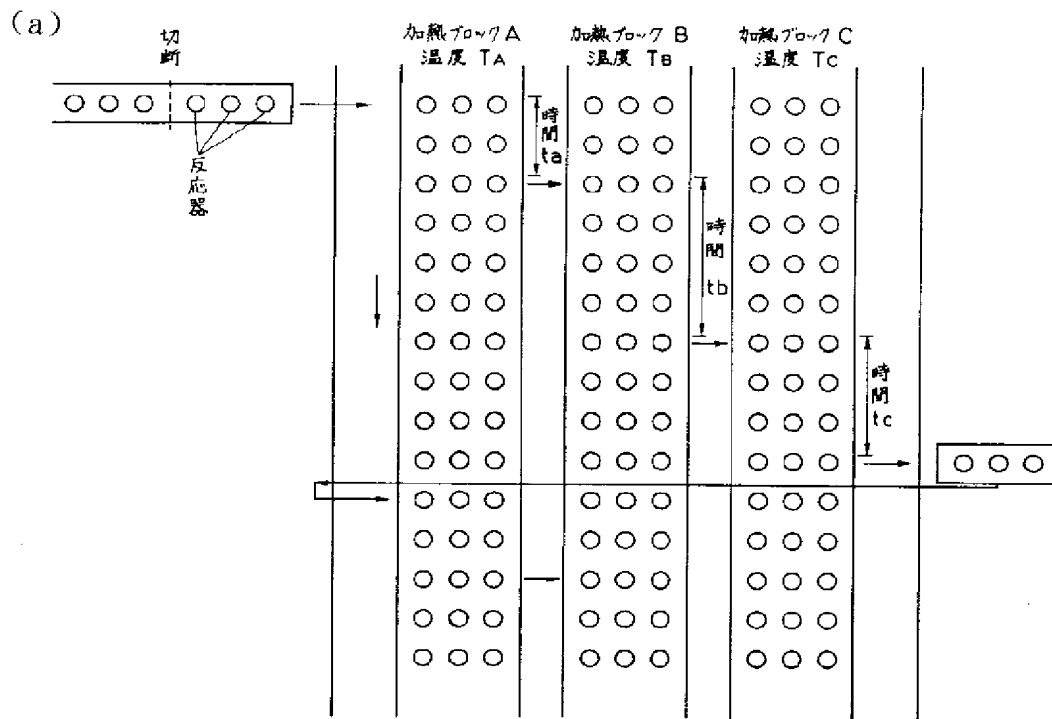 (a)
切断
反応器
加熱ブロックA
温度 TA
加熱ブロック B
温度 TB
加熱ブロック C
温度 Tc
時間 ta
時間 tb
時間 tc